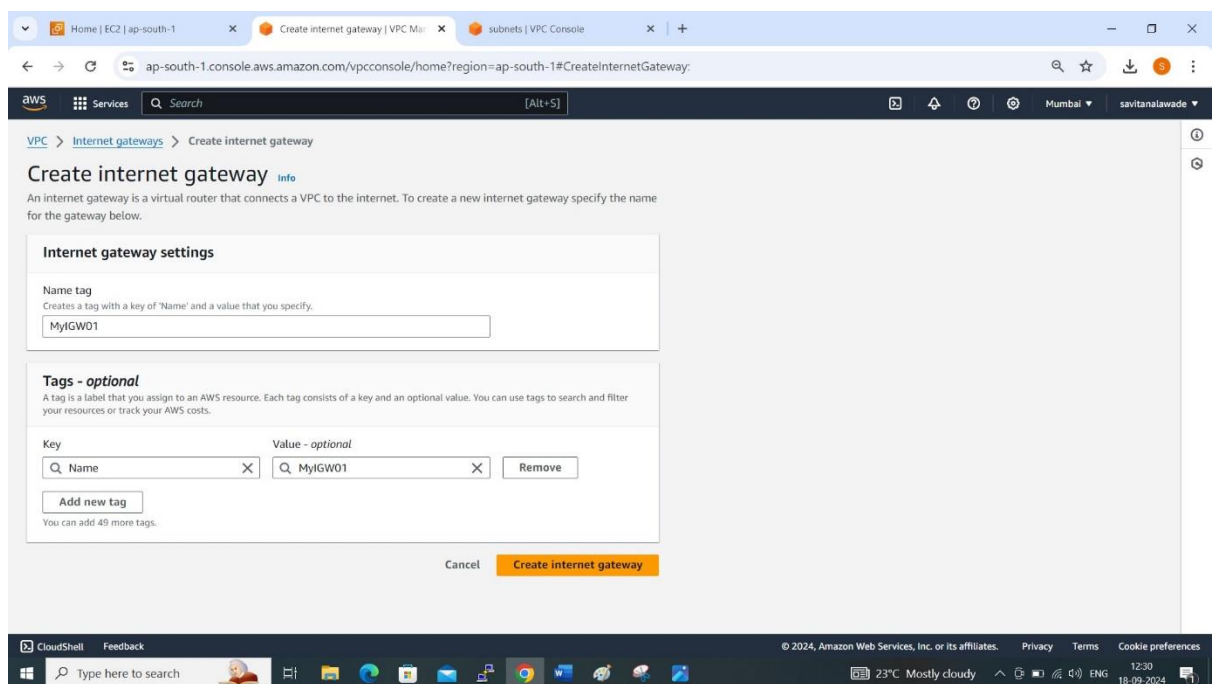 Home | EC2 | ap-south-1
Create internet gateway | VPC Mar
subnets | VPC Console
ap-south-1.console.aws.amazon.com/vpcconsole/home?region=ap-south-1#CreateInternetGateway:
S
aws
Services
Search
[Alt+S]
Mumbai
savitanalawade
VPC > Internet gateways > Create internet gateway
Create internet gateway Info
An internet gateway is a virtual router that connects a VPC to the internet. To create a new internet gateway specify the name
for the gateway below.
Internet gateway settings
Name tag
Creates a tag with a key of 'Name' and a value that you specify.
MyIGW01
Tags - optional
A tag is a label that you assign to an AWS resource. Each tag consists of a key and an optional value. You can use tags to search and filter
your resources or track your AWS costs.
Key
Value - optional
Name
MyIGW01
Remove
Add new tag
You can add 49 more tags.
Cancel
Create internet gateway
CloudShell
Feedback
© 2024, Amazon Web Services, Inc. or its affiliates.
Privacy
Terms
Cookie preferences
Type here to search
23°C Mostly cloudy
ENG
12:30
18-09-2024